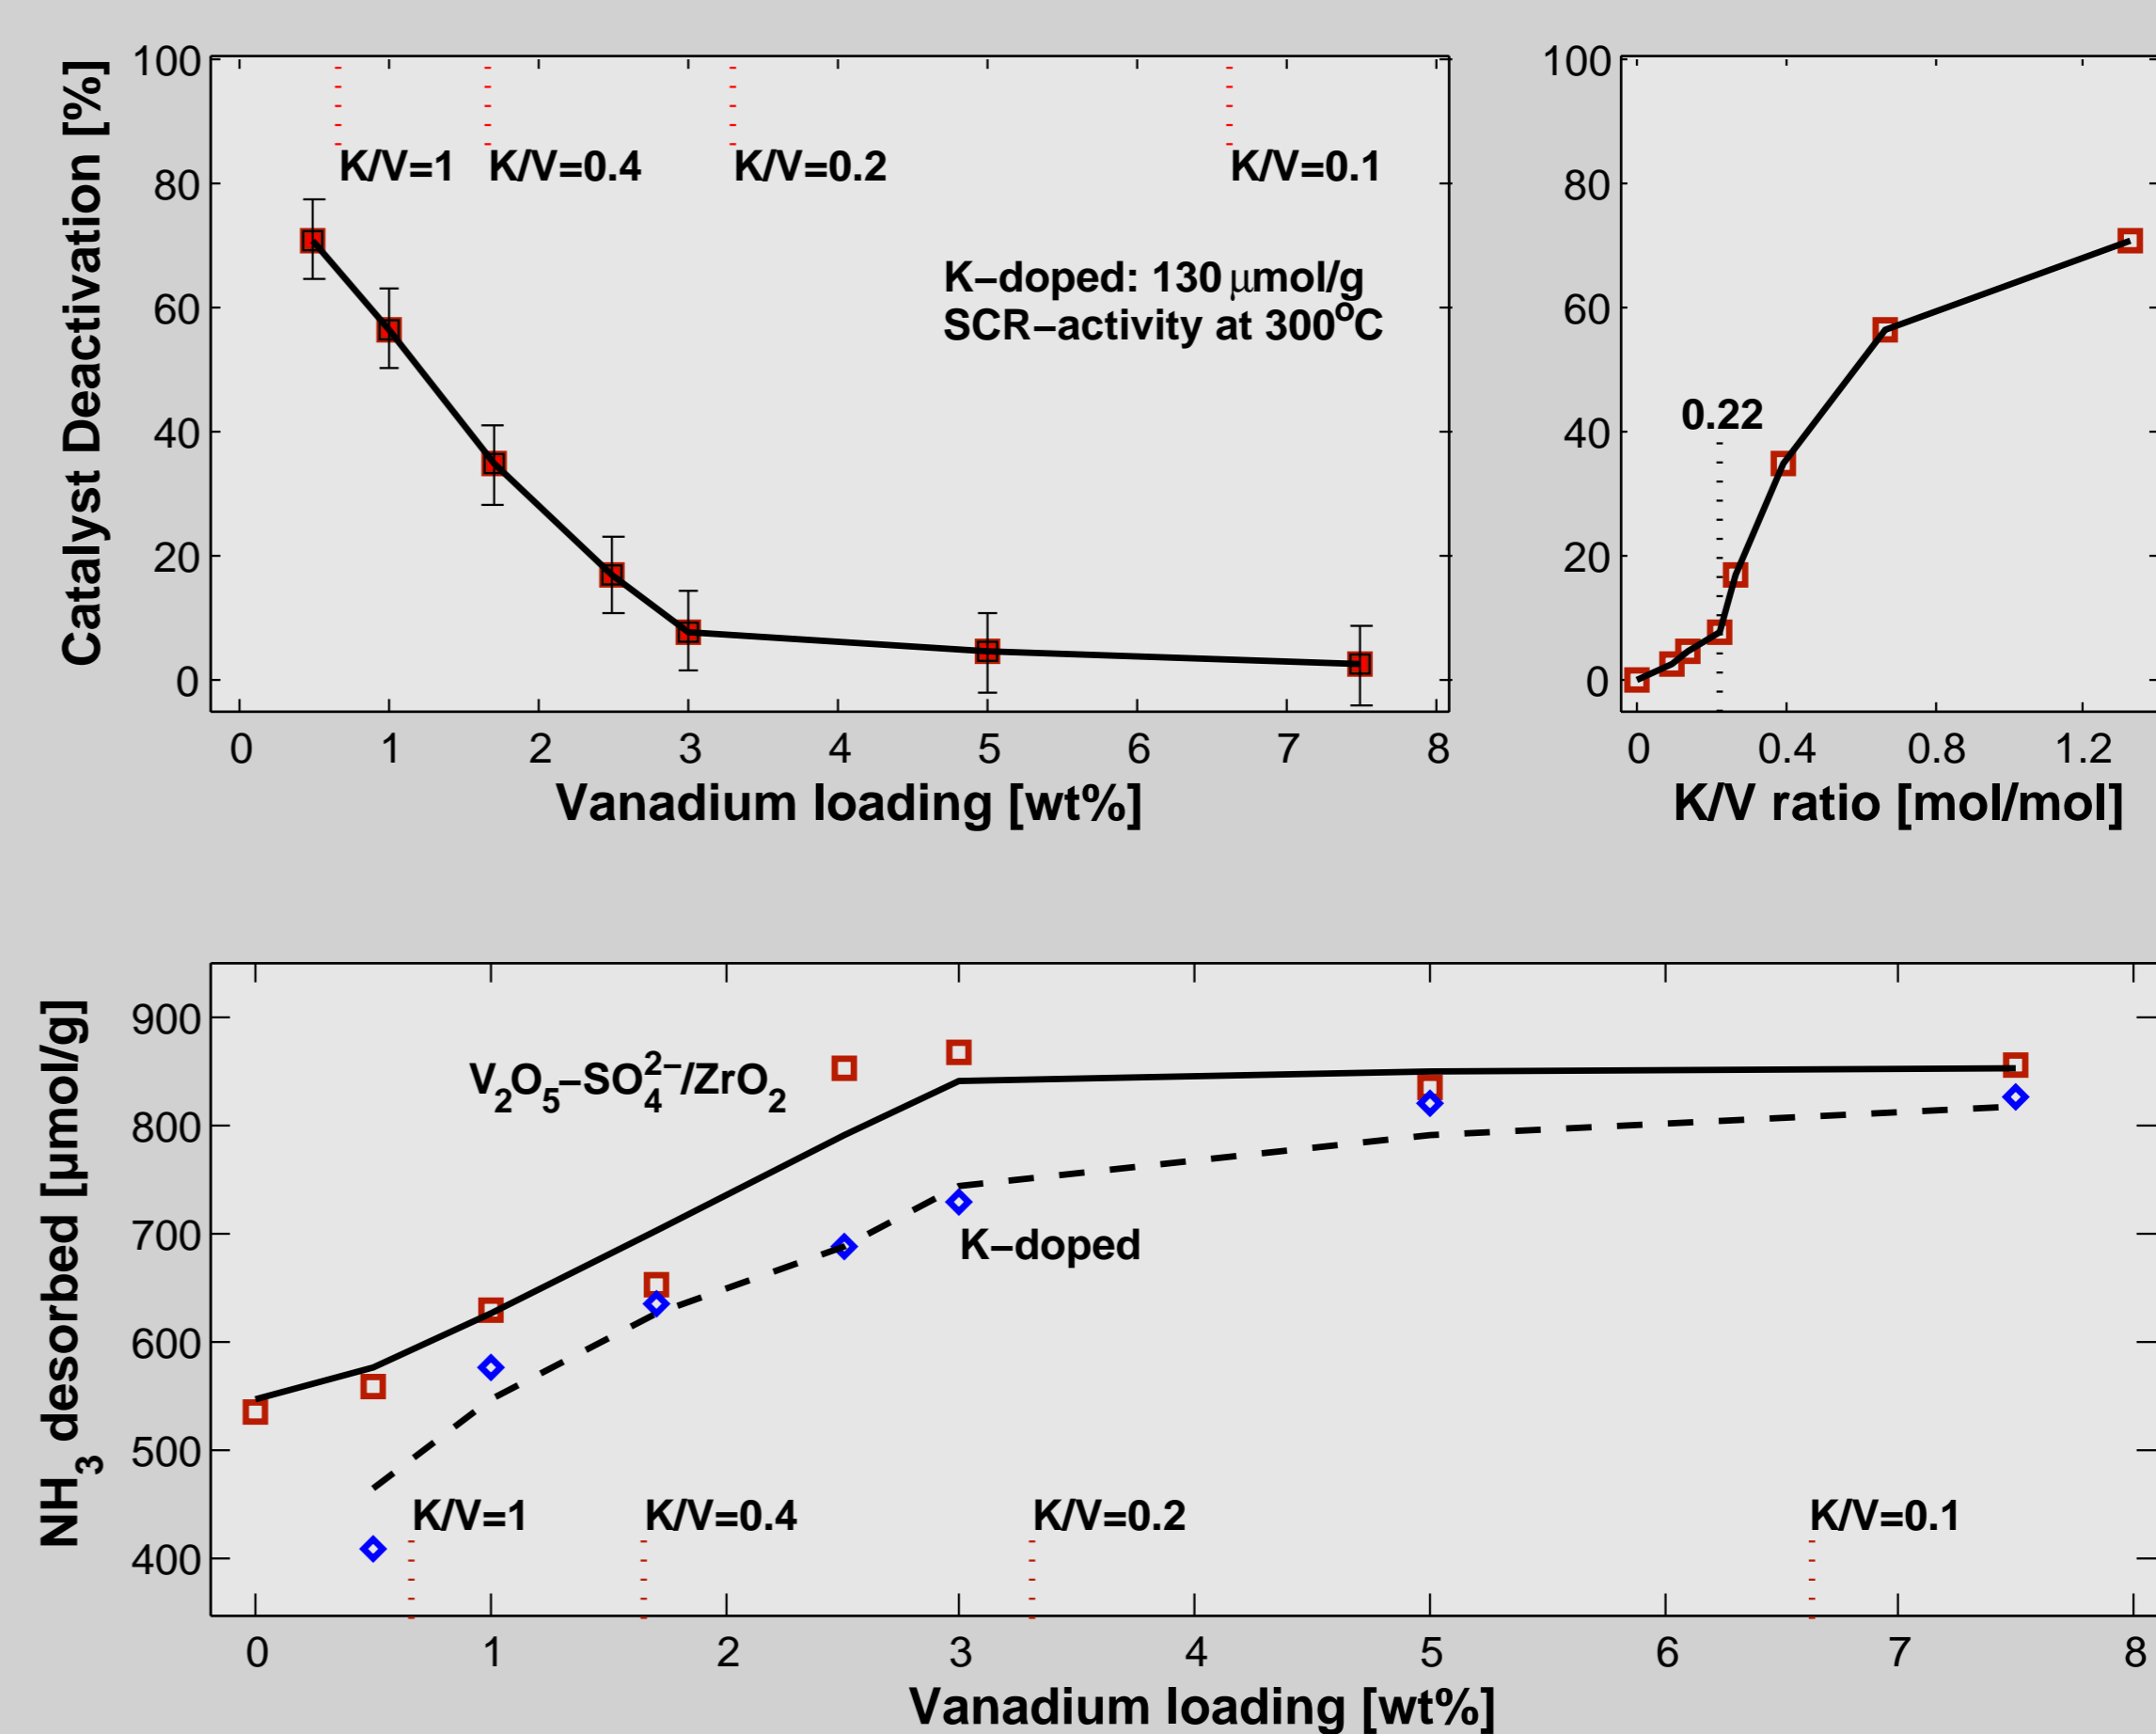 Catalyst Deactivation [%]
100
80
60
40
20
0
K/V=1 K/V=0.4 K/V=0.2 K/V=0.1
K–doped: 130 μmol/g
SCR–activity at 300°C
0 1 2 3 4 5 6 7 8
Vanadium loading [wt%]
100
80
60
40
20
0
0.22
0 0.4 0.8 1.2
K/V ratio [mol/mol]
NH₃ desorbed [μmol/g]
900
800
700
600
500
400
V₂O₅–SO₄²⁻/ZrO₂
K–doped
K/V=1 K/V=0.4 K/V=0.2 K/V=0.1
0 1 2 3 4 5 6 7 8
Vanadium loading [wt%]